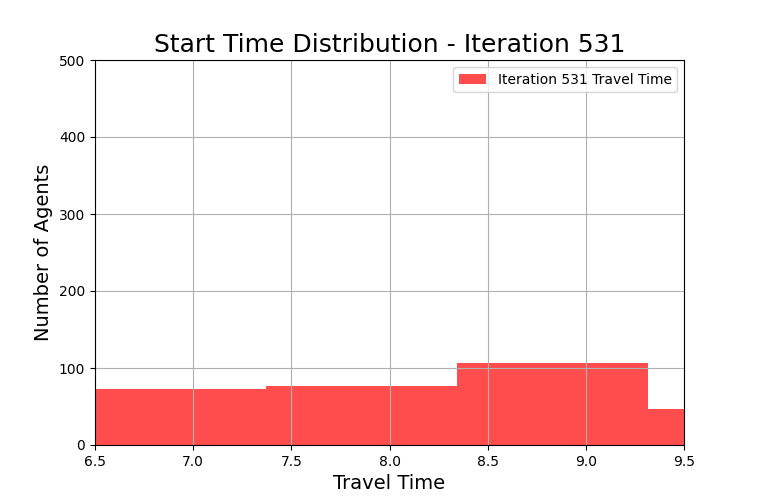 Start Time Distribution - Iteration 531
Iteration 531 Travel Time
Number of Agents
500
400
300
200
100
0
6.5 7.0 7.5 8.0 8.5 9.0 9.5
Travel Time